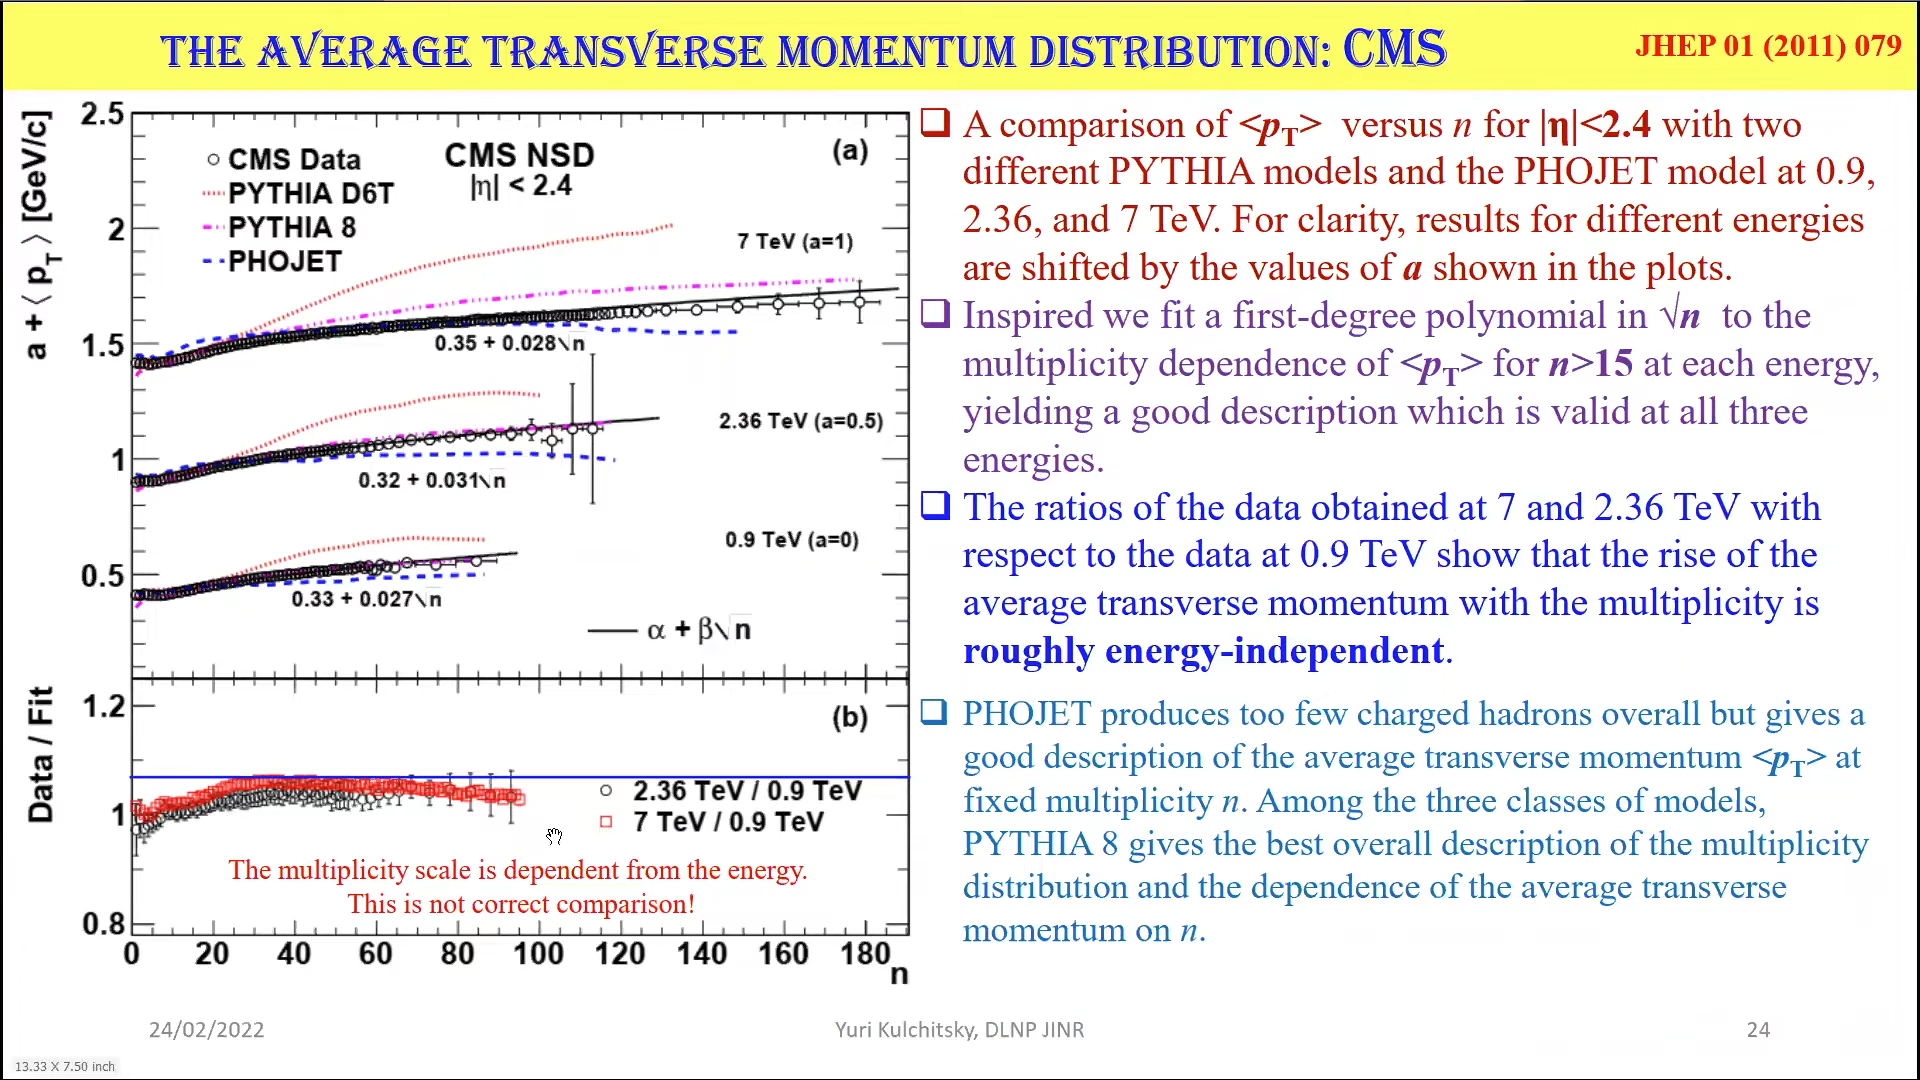 THE AVERAGE TRANSVERSE MOMENTUM DISTRIBUTION: CMS
JHEP 01 (2011) 079
a + ⟨ pT ⟩ [GeV/c]
2.5
2
1.5
1
0.5
CMS Data
PYTHIA D6T
PYTHIA 8
PHOJET
CMS NSD
|η| < 2.4
(a)
7 TeV (a=1)
0.35 + 0.028√n
2.36 TeV (a=0.5)
0.32 + 0.031√n
0.9 TeV (a=0)
0.33 + 0.027√n
α + β√n
Data / Fit
1.2
1
0.8
(b)
2.36 TeV / 0.9 TeV
7 TeV / 0.9 TeV
The multiplicity scale is dependent from the energy.
This is not correct comparison!
0 20 40 60 80 100 120 140 160 180
n
A comparison of <pT> versus n for |η|<2.4 with two
different PYTHIA models and the PHOJET model at 0.9,
2.36, and 7 TeV. For clarity, results for different energies
are shifted by the values of a shown in the plots.
Inspired we fit a first-degree polynomial in √n to the
multiplicity dependence of <pT> for n>15 at each energy,
yielding a good description which is valid at all three
energies.
The ratios of the data obtained at 7 and 2.36 TeV with
respect to the data at 0.9 TeV show that the rise of the
average transverse momentum with the multiplicity is
roughly energy-independent.
PHOJET produces too few charged hadrons overall but gives a
good description of the average transverse momentum <pT> at
fixed multiplicity n. Among the three classes of models,
PYTHIA 8 gives the best overall description of the multiplicity
distribution and the dependence of the average transverse
momentum on n.
24/02/2022
Yuri Kulchitsky, DLNP JINR
24
13.33 X 7.50 inch